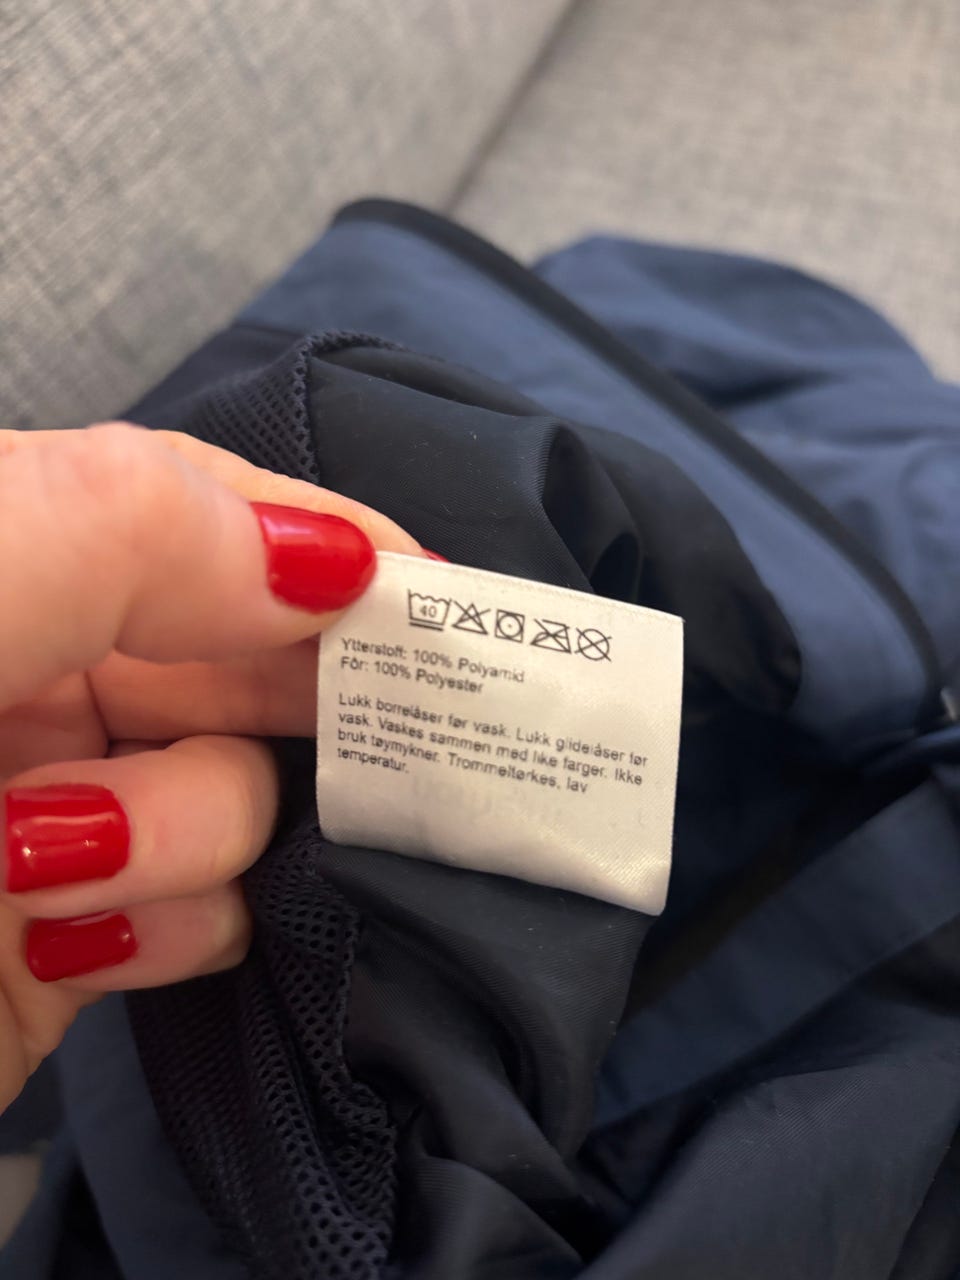 40
Ytterstoff: 100% Polyamid
Fôr: 100% Polyester
Lukk borrelåser før vask. Lukk glidelåser før
vask. Vaskes sammen med like farger. Ikke
bruk tøymykner. Trommeltørkes, lav
temperatur.